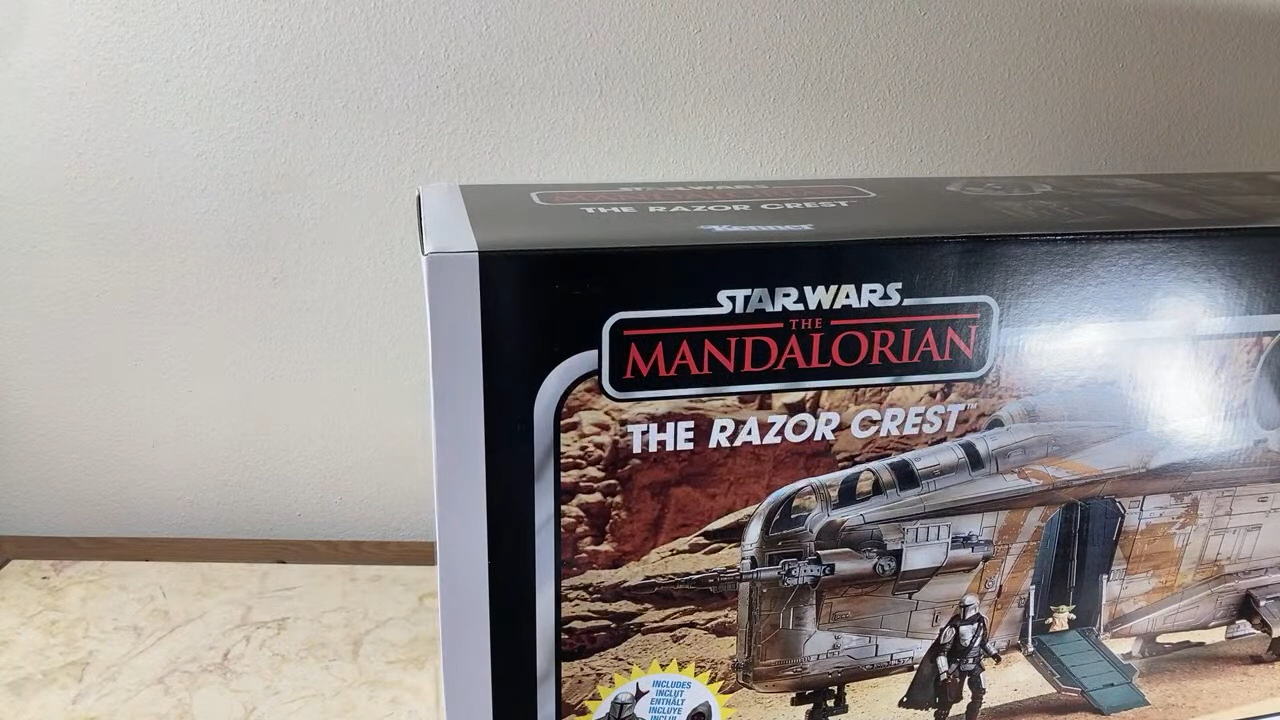 STAR WARS
THE
MANDALORIAN
THE RAZOR CREST
Kenner
STAR WARS
THE
MANDALORIAN
THE RAZOR CREST™
INCLUDES
INCLUT
ENTHÄLT
INCLUYE
INCLUI